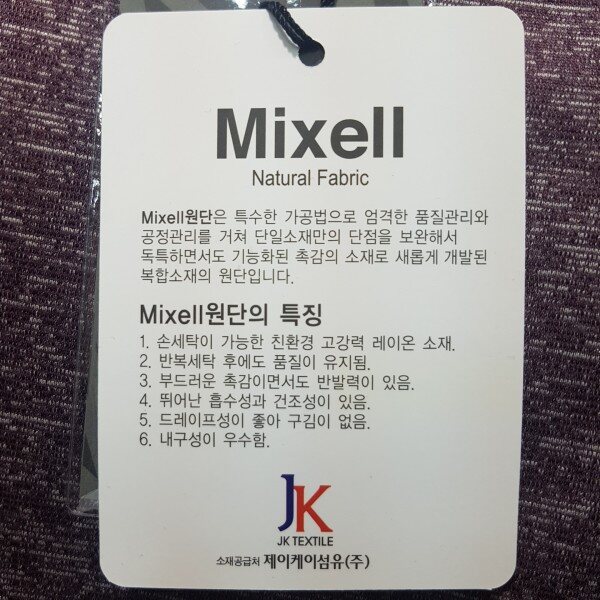 Mixell
Natural Fabric
Mixell원단은 특수한 가공법으로 엄격한 품질관리와
공정관리를 거쳐 단일소재만의 단점을 보완해서
독특하면서도 기능화된 촉감의 소재로 새롭게 개발된
복합소재의 원단입니다.
Mixell원단의 특징
1. 손세탁이 가능한 친환경 고강력 레이온 소재.
2. 반복세탁 후에도 품질이 유지됨.
3. 부드러운 촉감이면서도 반발력이 있음.
4. 뛰어난 흡수성과 건조성이 있음.
5. 드레이프성이 좋아 구김이 없음.
6. 내구성이 우수함.
JK
JK TEXTILE
소재공급처 제이케이섬유(주)